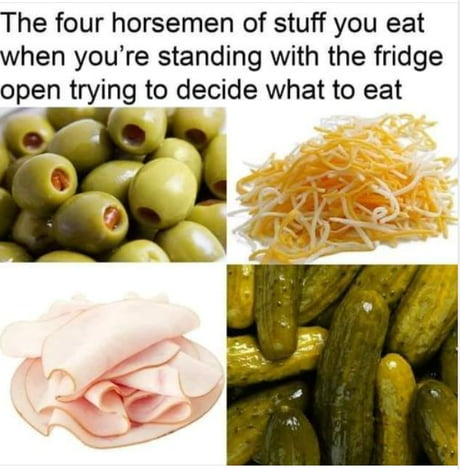 The four horsemen of stuff you eat
when you're standing with the fridge
open trying to decide what to eat